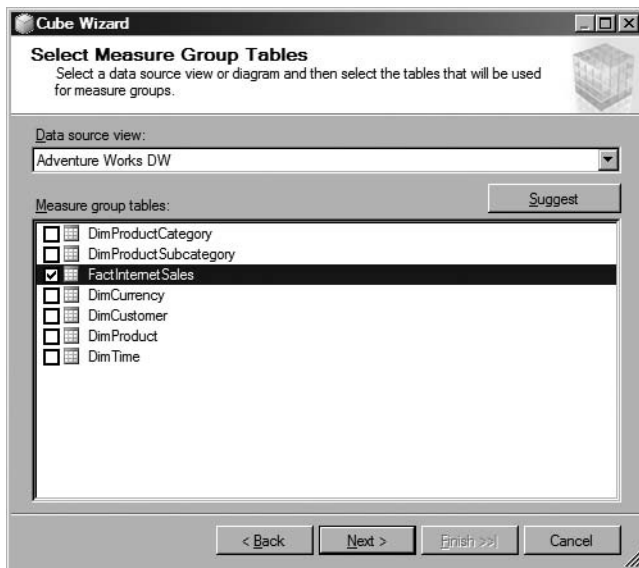 Cube Wizard
Select Measure Group Tables
Select a data source view or diagram and then select the tables that will be used
for measure groups.
Data source view:
Adventure Works DW
Measure group tables:
Suggest
DimProductCategory
DimProductSubcategory
FactInternetSales
DimCurrency
DimCustomer
DimProduct
DimTime
< Back
Next >
Finish >>|
Cancel